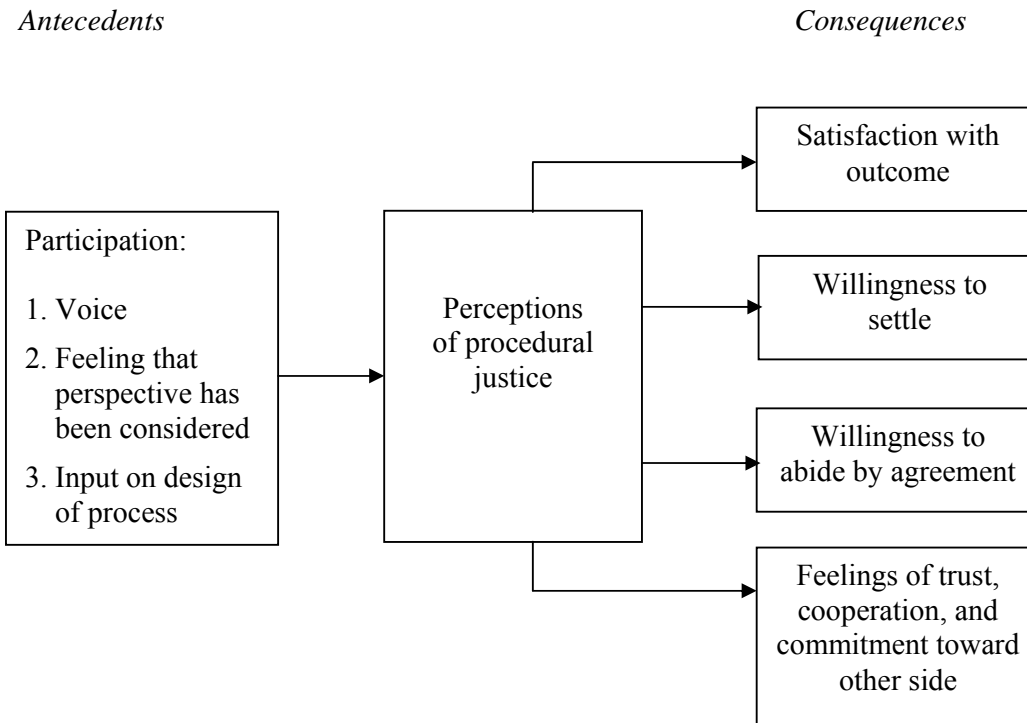 Antecedents
Consequences
Participation:
1. Voice
2. Feeling that
perspective has
been considered
3. Input on design
of process
Perceptions
of procedural
justice
Satisfaction with
outcome
Willingness to
settle
Willingness to
abide by agreement
Feelings of trust,
cooperation, and
commitment toward
other side